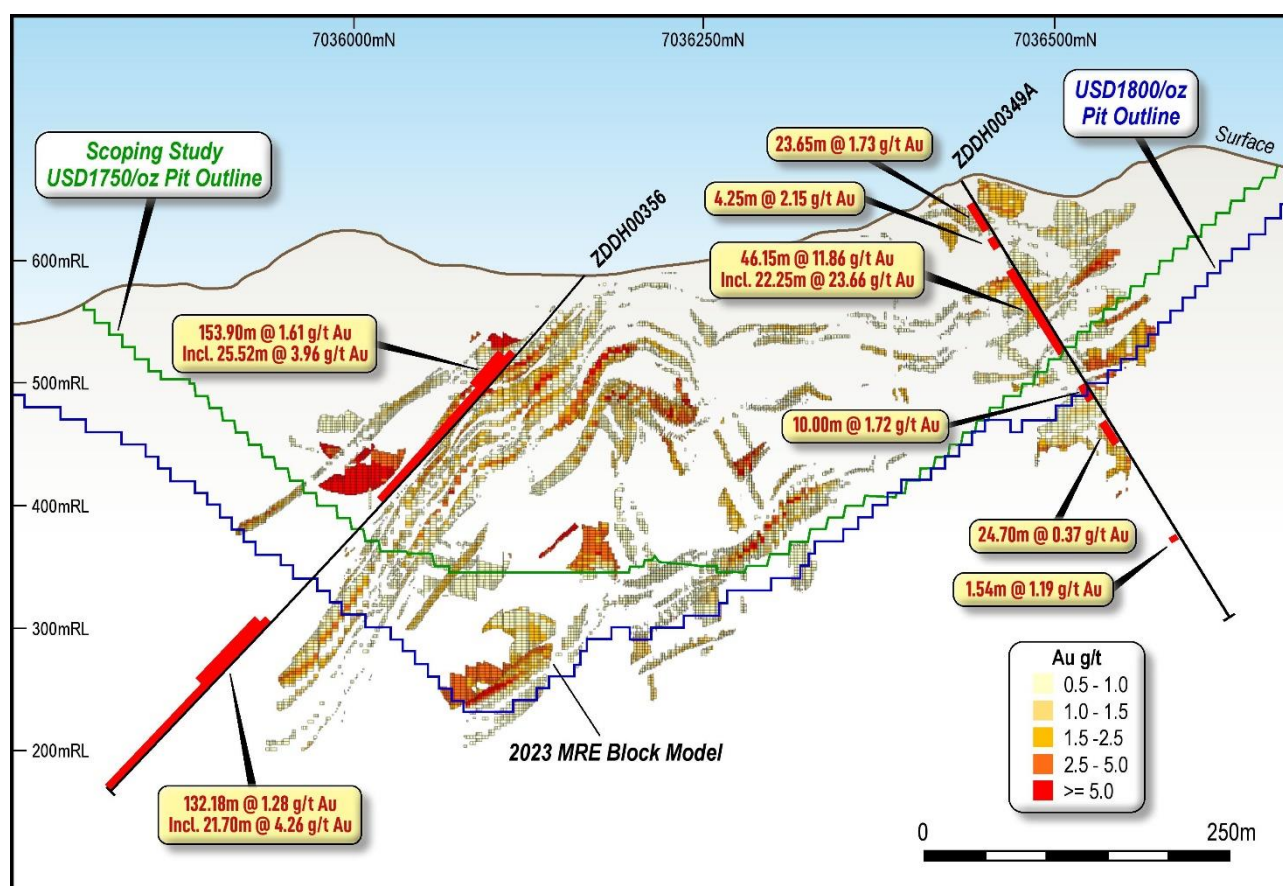 7036000mN
7036250mN
7036500mN
Scoping Study
USD1750/oz Pit Outline
ZDDH00356
ZDDH00349A
USD1800/oz
Pit Outline
Surface
23.65m @ 1.73 g/t Au
4.25m @ 2.15 g/t Au
46.15m @ 11.86 g/t Au
Incl. 22.25m @ 23.66 g/t Au
600mRL
153.90m @ 1.61 g/t Au
Incl. 25.52m @ 3.96 g/t Au
500mRL
10.00m @ 1.72 g/t Au
400mRL
24.70m @ 0.37 g/t Au
1.54m @ 1.19 g/t Au
300mRL
200mRL
2023 MRE Block Model
132.18m @ 1.28 g/t Au
Incl. 21.70m @ 4.26 g/t Au
Au g/t
0.5 - 1.0
1.0 - 1.5
1.5 -2.5
2.5 - 5.0
>= 5.0
0
250m